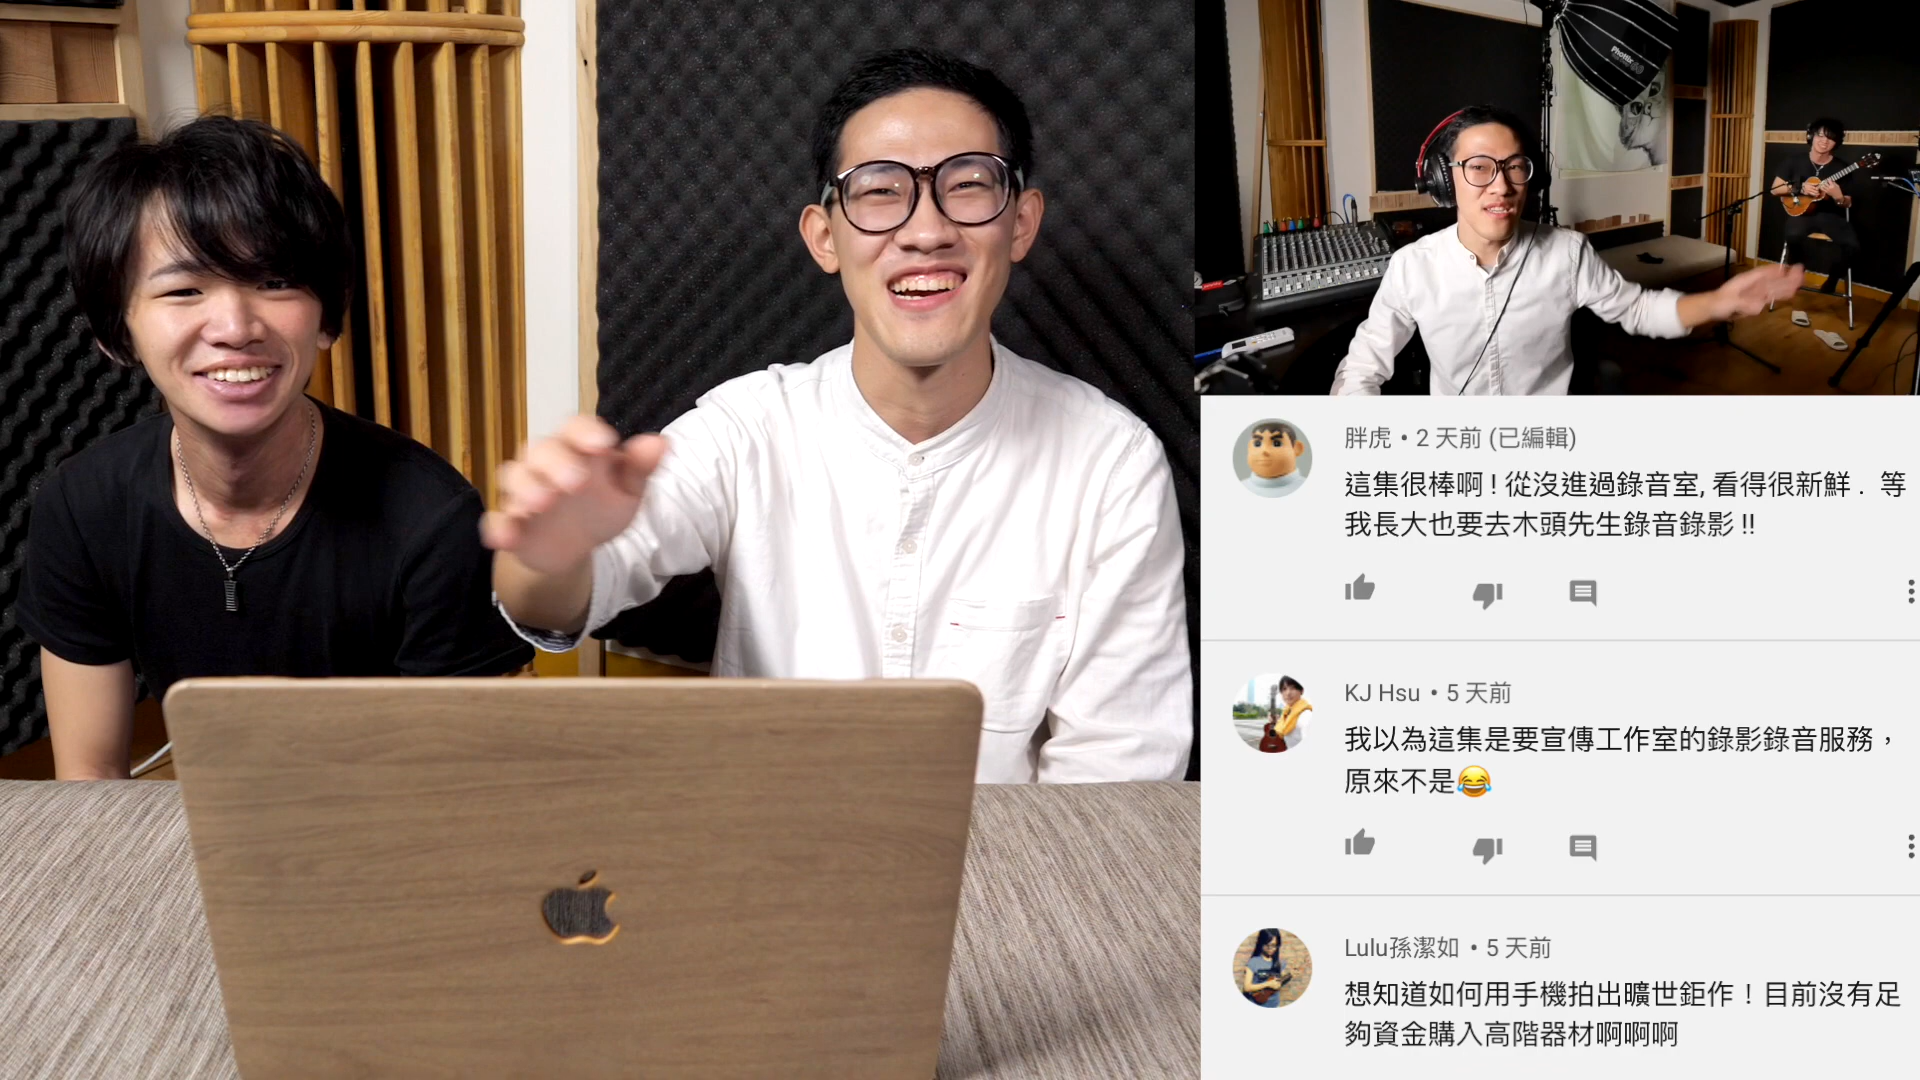 Phottix
胖虎 • 2 天前 (已編輯)
這集很棒啊 ! 從沒進過錄音室, 看得很新鮮 . 等
我長大也要去木頭先生錄音錄影 !!
KJ Hsu • 5 天前
我以為這集是要宣傳工作室的錄影錄音服務，
原來不是😂
Lulu孫潔如 • 5 天前
想知道如何用手機拍出曠世鉅作！目前沒有足
夠資金購入高階器材啊啊啊